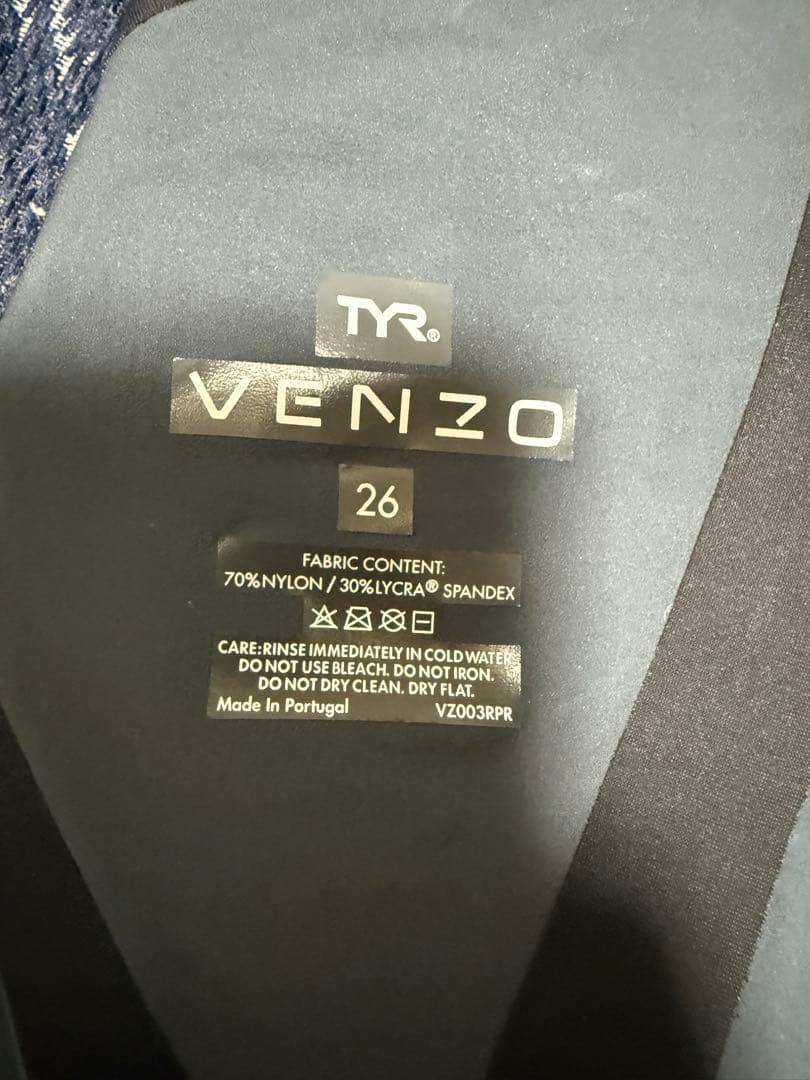 TYR®
VENZO
26
FABRIC CONTENT:
70%NYLON / 30%LYCRA® SPANDEX
CARE:RINSE IMMEDIATELY IN COLD WATER.
DO NOT USE BLEACH. DO NOT IRON.
DO NOT DRY CLEAN. DRY FLAT.
Made In Portugal VZ003RPR